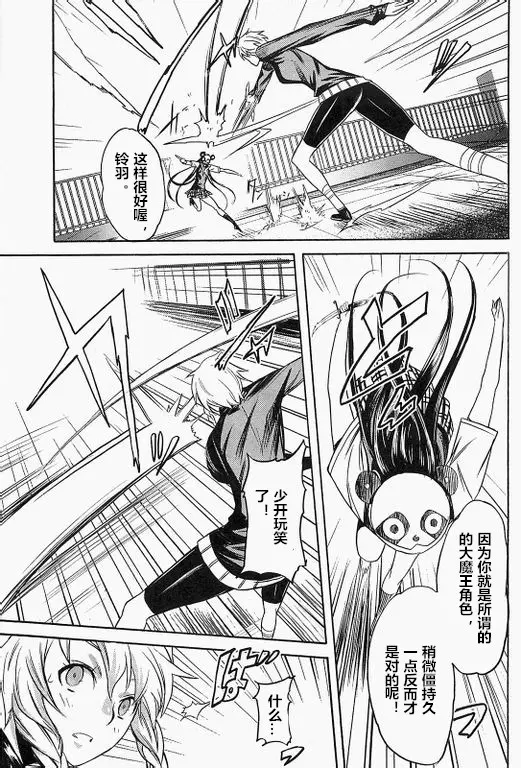 这样很好喔，
铃羽。
因为你就是所谓的
的大魔王角色，
稍微僵持久
一点反而才
是对的呢！
少开玩笑
了！
什么…